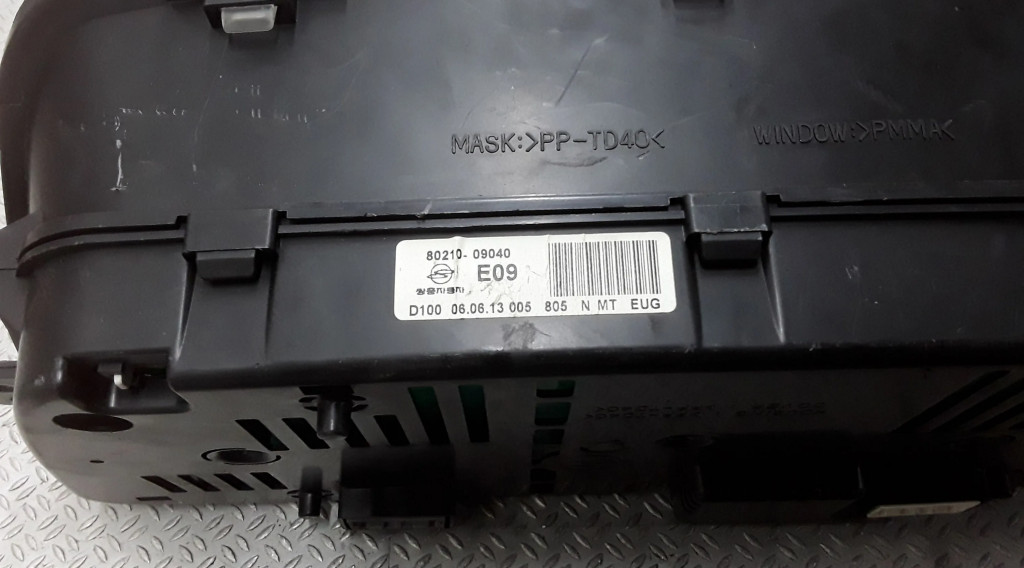 MASK:>PP-TD40<
WINDOW:>PMMA<
80210-09040
E09
쌍용자동차
D100 06.06.13 005 805 N MT EUG